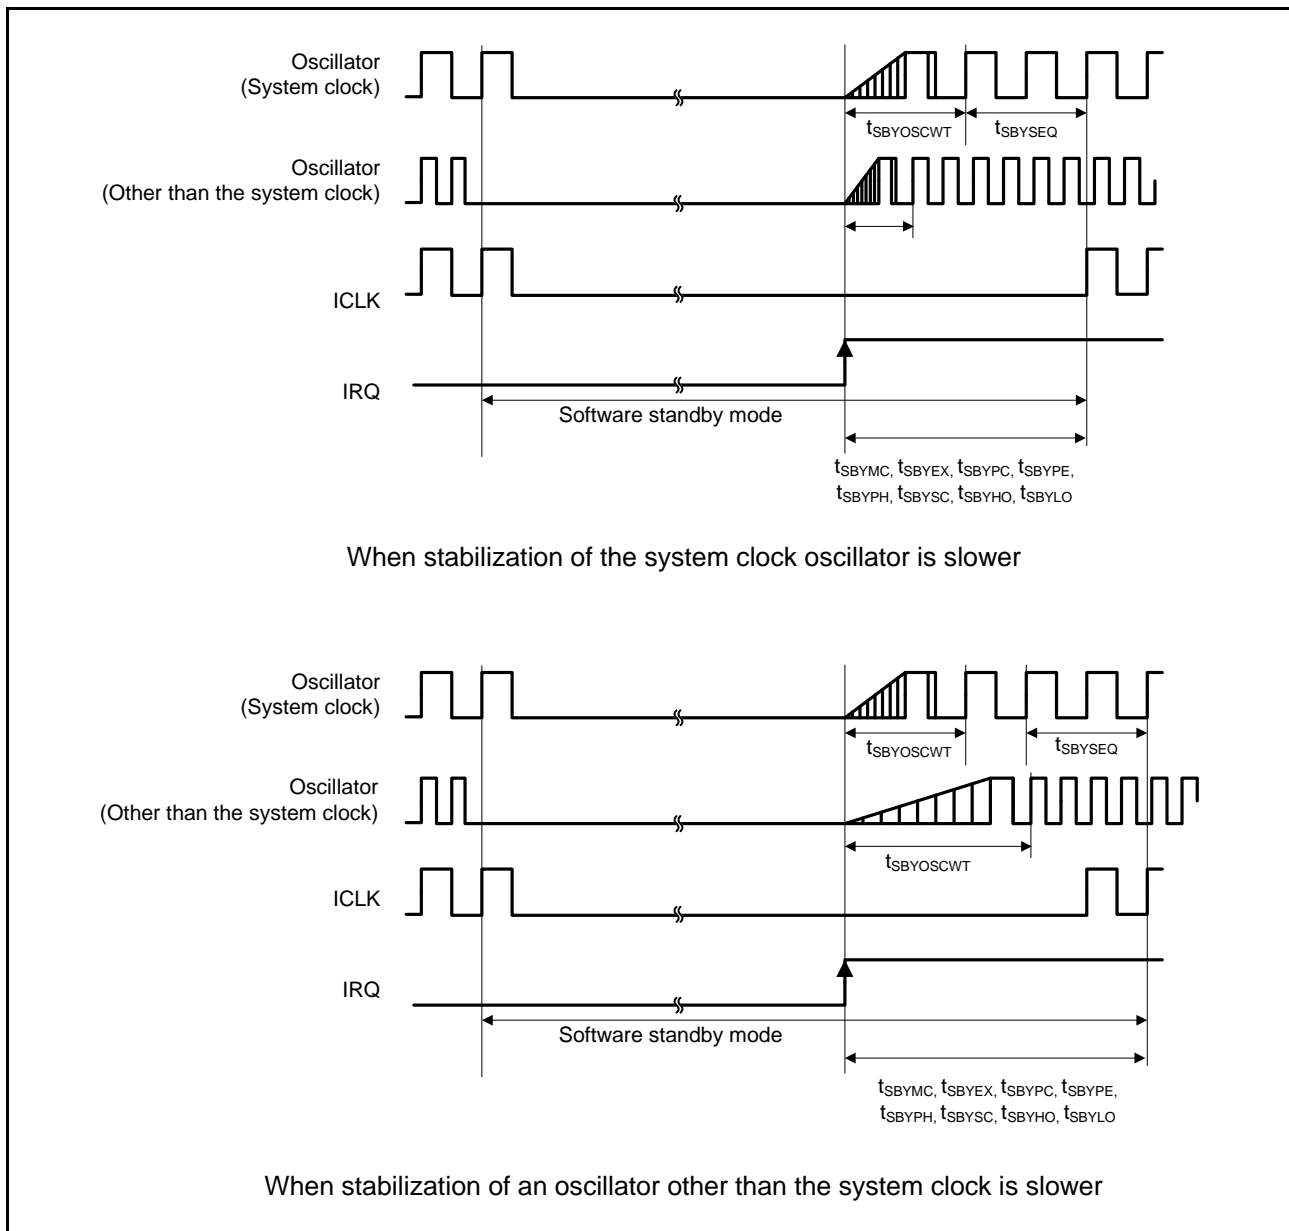 Oscillator
(System clock)
tSBYOSCWT
tSBYSEQ
Oscillator
(Other than the system clock)
ICLK
IRQ
Software standby mode
tSBYMC, tSBYEX, tSBYPC, tSBYPE,
tSBYPH, tSBYSC, tSBYHO, tSBYLO
When stabilization of the system clock oscillator is slower
Oscillator
(System clock)
tSBYOSCWT
tSBYSEQ
Oscillator
(Other than the system clock)
tSBYOSCWT
ICLK
IRQ
Software standby mode
tSBYMC, tSBYEX, tSBYPC, tSBYPE,
tSBYPH, tSBYSC, tSBYHO, tSBYLO
When stabilization of an oscillator other than the system clock is slower